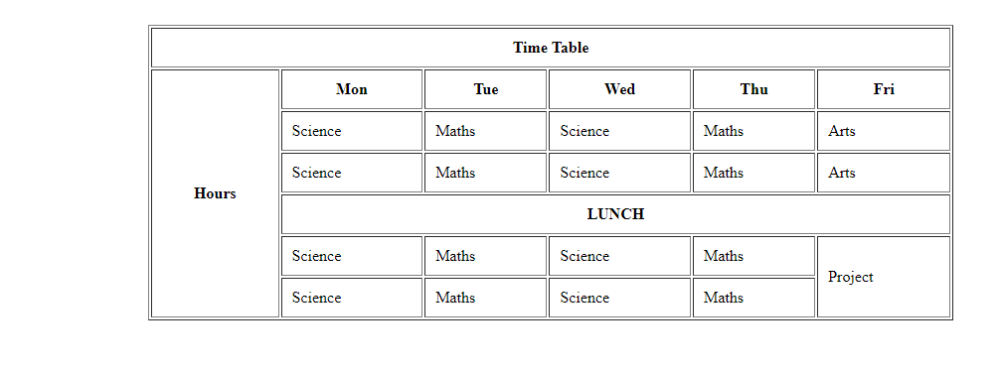 Time Table
Mon Tue Wed Thu Fri
Science Maths Science Maths Arts
Science Maths Science Maths Arts
Hours
LUNCH
Science Maths Science Maths
Project
Science Maths Science Maths